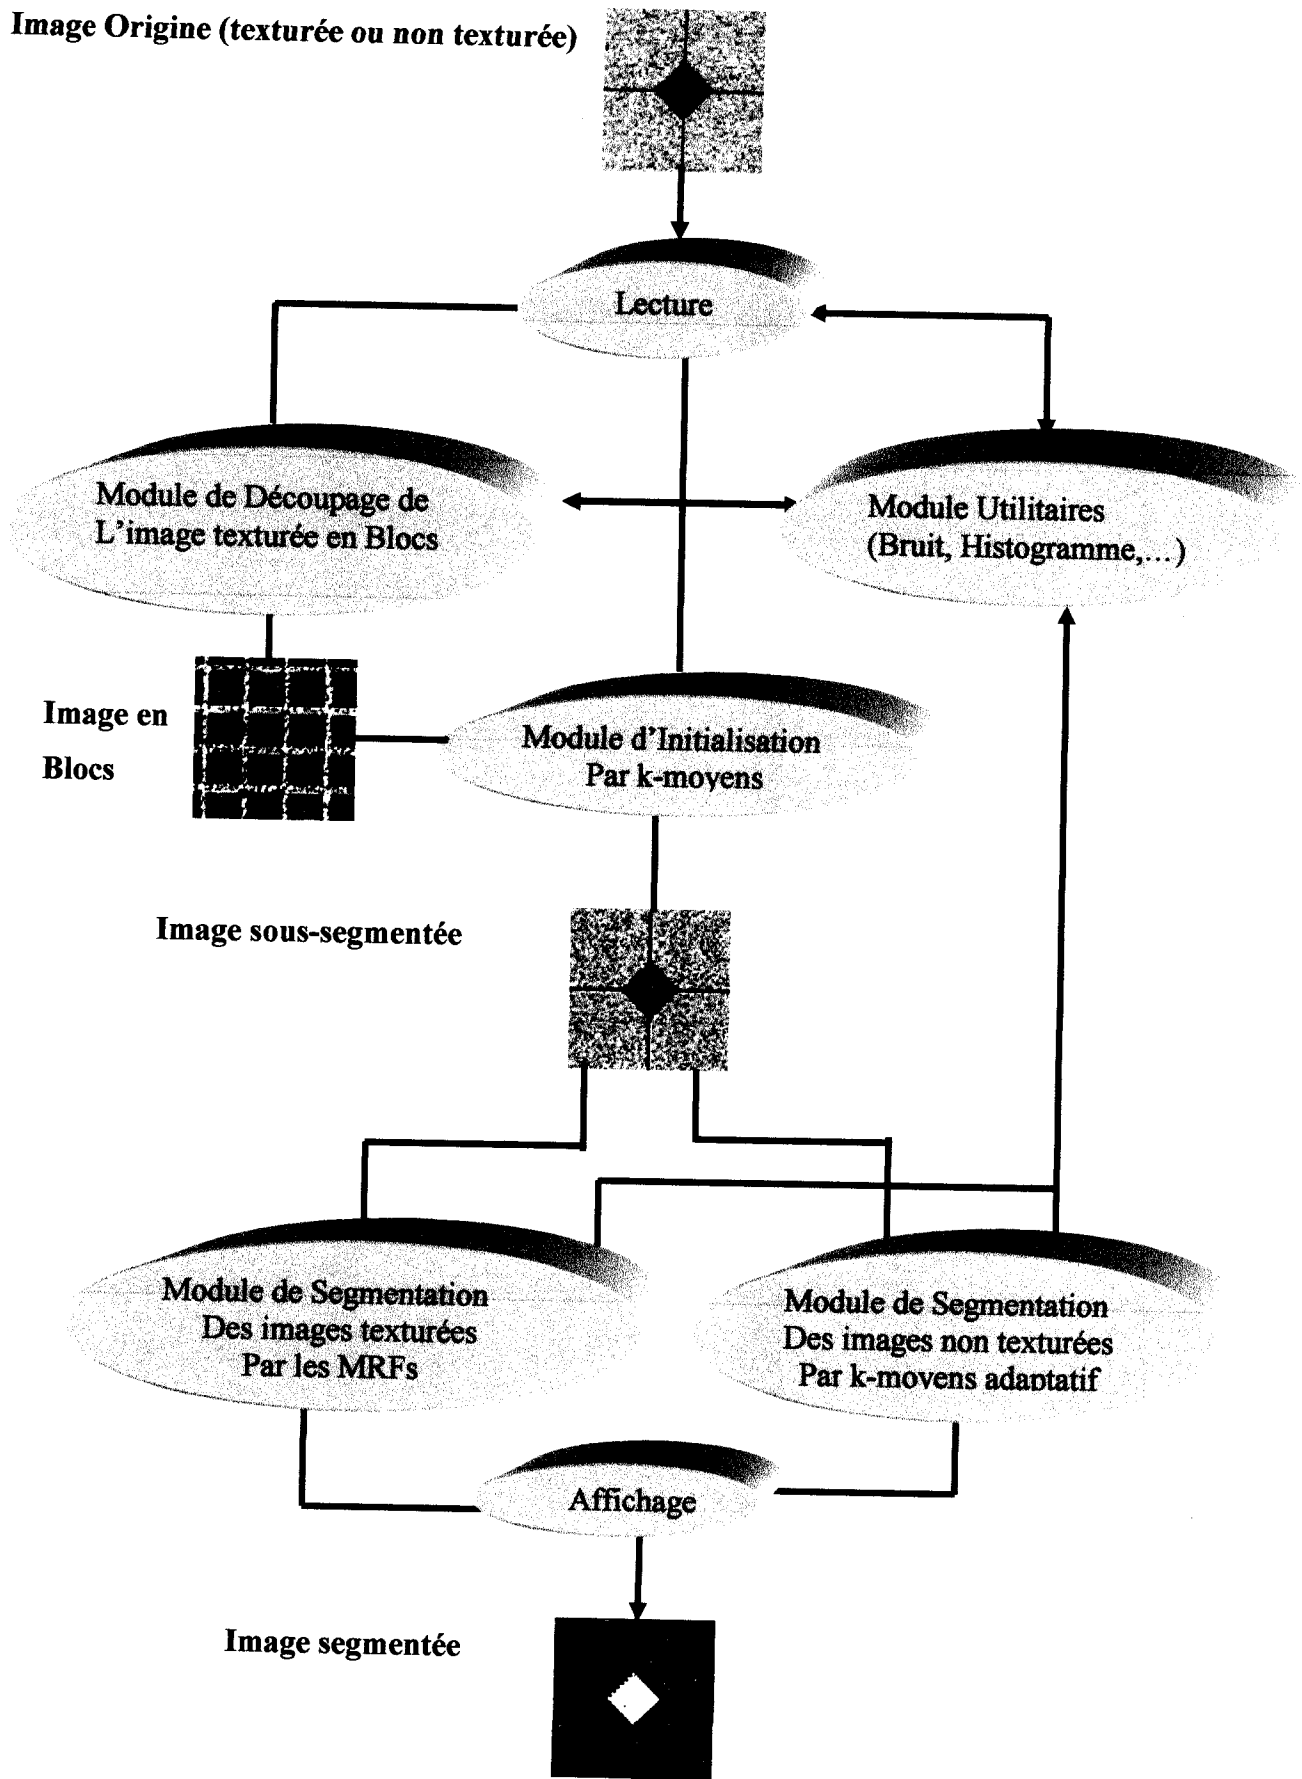 Image Origine (texturée ou non texturée)
Lecture
Module de Découpage de
L'image texturée en Blocs
Module Utilitaires
(Bruit, Histogramme,...)
Image en
Blocs
Module d'Initialisation
Par k-moyens
Image sous-segmentée
Module de Segmentation
Des images texturées
Par les MRFs
Module de Segmentation
Des images non texturées
Par k-moyens adaptatif
Affichage
Image segmentée